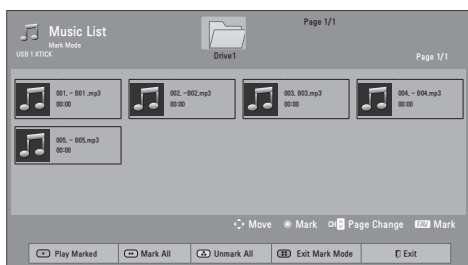 Music List
Mark Mode
USB 1 XTICK
Drive1
Page 1/1
Page 1/1
001. - B01 .mp3
00:00
002. -B02.mp3
00:00
003. B03.mp3
00:00
004. - B04.mp3
00:00
005. - B05.mp3
00:00
Move Mark CH Page Change FAV Mark
Play Marked Mark All Unmark All Exit Mark Mode Exit